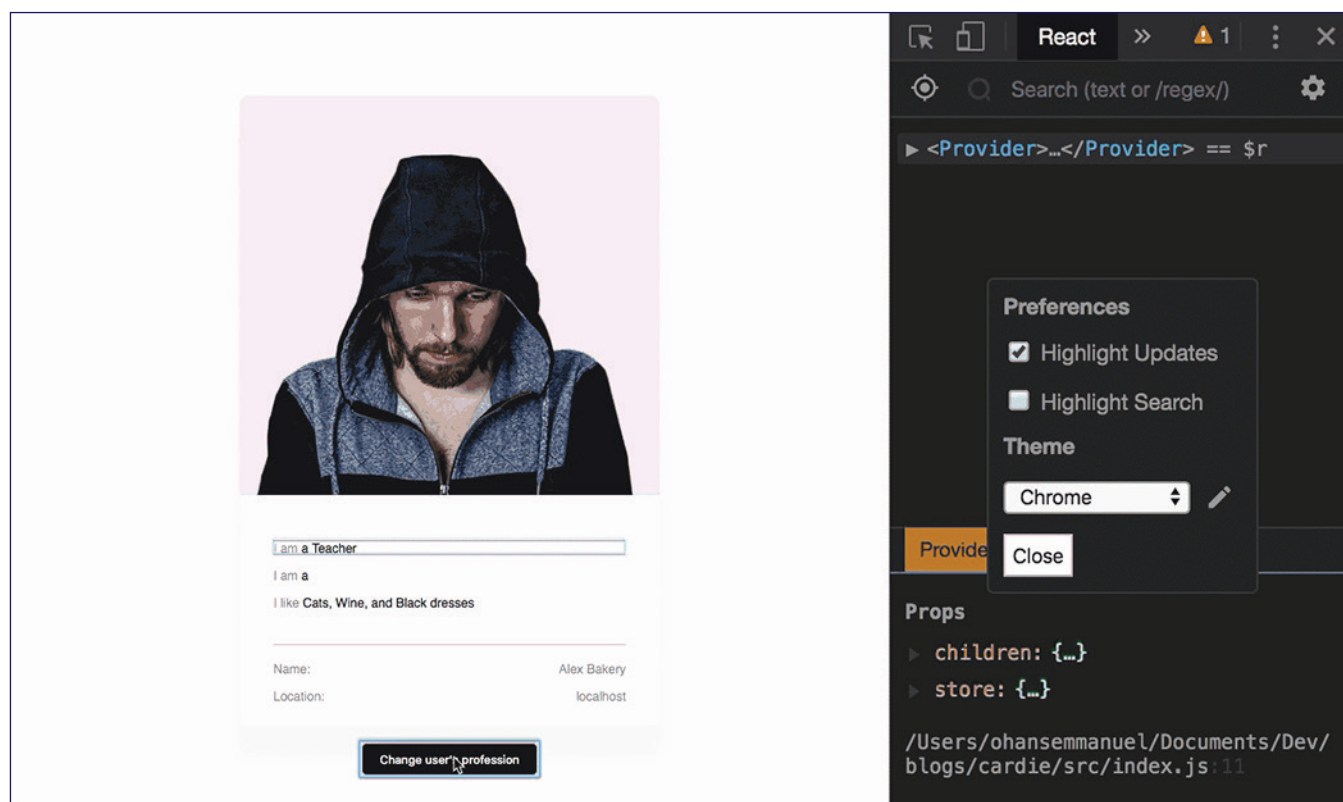 I am a Teacher
I am a
I like Cats, Wine, and Black dresses
Name: Alex Bakery
Location: localhost
Change user's profession
React » 1
Search (text or /regex/)
▶ <Provider>…</Provider> == $r
Preferences
Highlight Updates
Highlight Search
Theme
Chrome
Close
Provide
Props
children: {…}
store: {…}
/Users/ohansemmanuel/Documents/Dev/
blogs/cardie/src/index.js:11